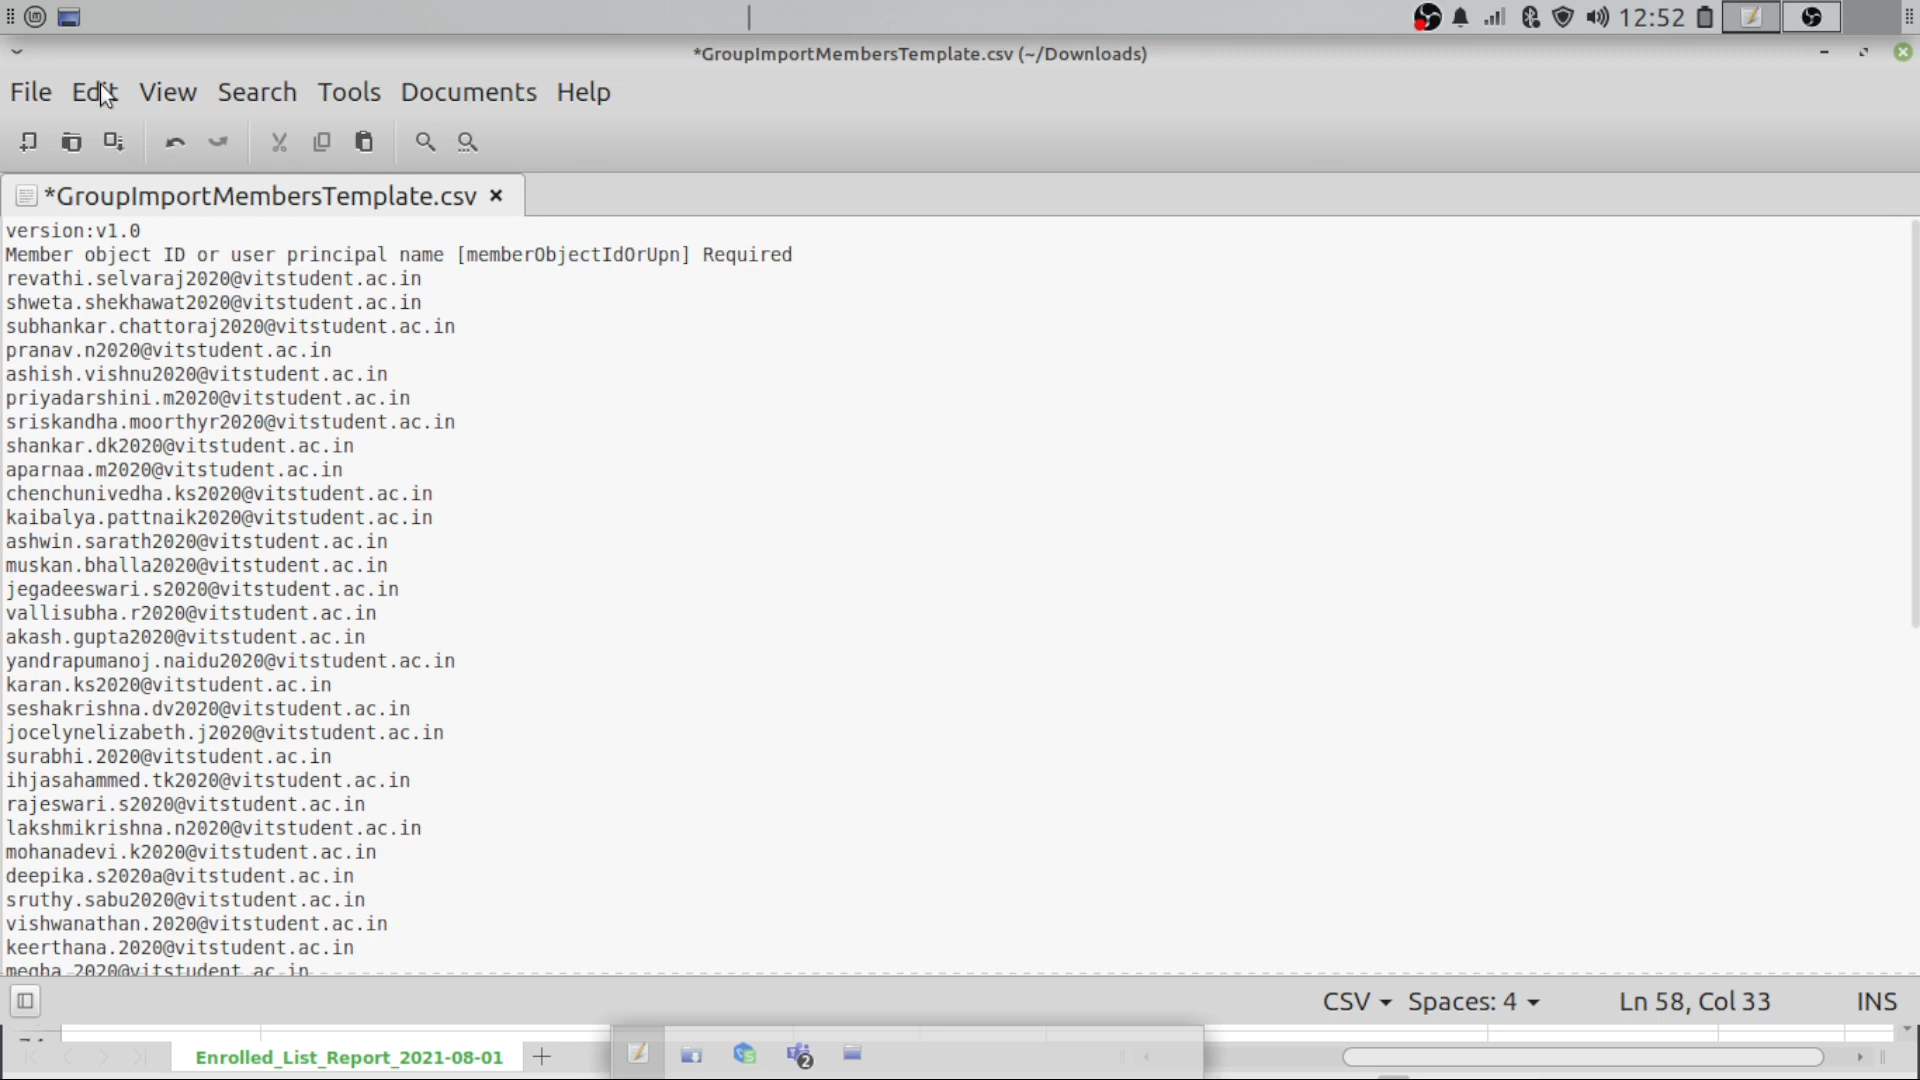 12:52
*GroupImportMembersTemplate.csv (~/Downloads)
File Edit View Search Tools Documents Help
*GroupImportMembersTemplate.csv
version:v1.0
Member object ID or user principal name [memberObjectIdOrUpn] Required
revathi.selvaraj2020@vitstudent.ac.in
shweta.shekhawat2020@vitstudent.ac.in
subhankar.chattoraj2020@vitstudent.ac.in
pranav.n2020@vitstudent.ac.in
ashish.vishnu2020@vitstudent.ac.in
priyadarshini.m2020@vitstudent.ac.in
sriskandha.moorthyr2020@vitstudent.ac.in
shankar.dk2020@vitstudent.ac.in
aparnaa.m2020@vitstudent.ac.in
chenchunivedha.ks2020@vitstudent.ac.in
kaibalya.pattnaik2020@vitstudent.ac.in
ashwin.sarath2020@vitstudent.ac.in
muskan.bhalla2020@vitstudent.ac.in
jegadeeswari.s2020@vitstudent.ac.in
vallisubha.r2020@vitstudent.ac.in
akash.gupta2020@vitstudent.ac.in
yandrapumanoj.naidu2020@vitstudent.ac.in
karan.ks2020@vitstudent.ac.in
seshakrishna.dv2020@vitstudent.ac.in
jocelynelizabeth.j2020@vitstudent.ac.in
surabhi.2020@vitstudent.ac.in
ihjasahammed.tk2020@vitstudent.ac.in
rajeswari.s2020@vitstudent.ac.in
lakshmikrishna.n2020@vitstudent.ac.in
mohanadevi.k2020@vitstudent.ac.in
deepika.s2020a@vitstudent.ac.in
sruthy.sabu2020@vitstudent.ac.in
vishwanathan.2020@vitstudent.ac.in
keerthana.2020@vitstudent.ac.in
megha.2020@vitstudent.ac.in
CSV Spaces: 4 Ln 58, Col 33 INS
Enrolled_List_Report_2021-08-01
2